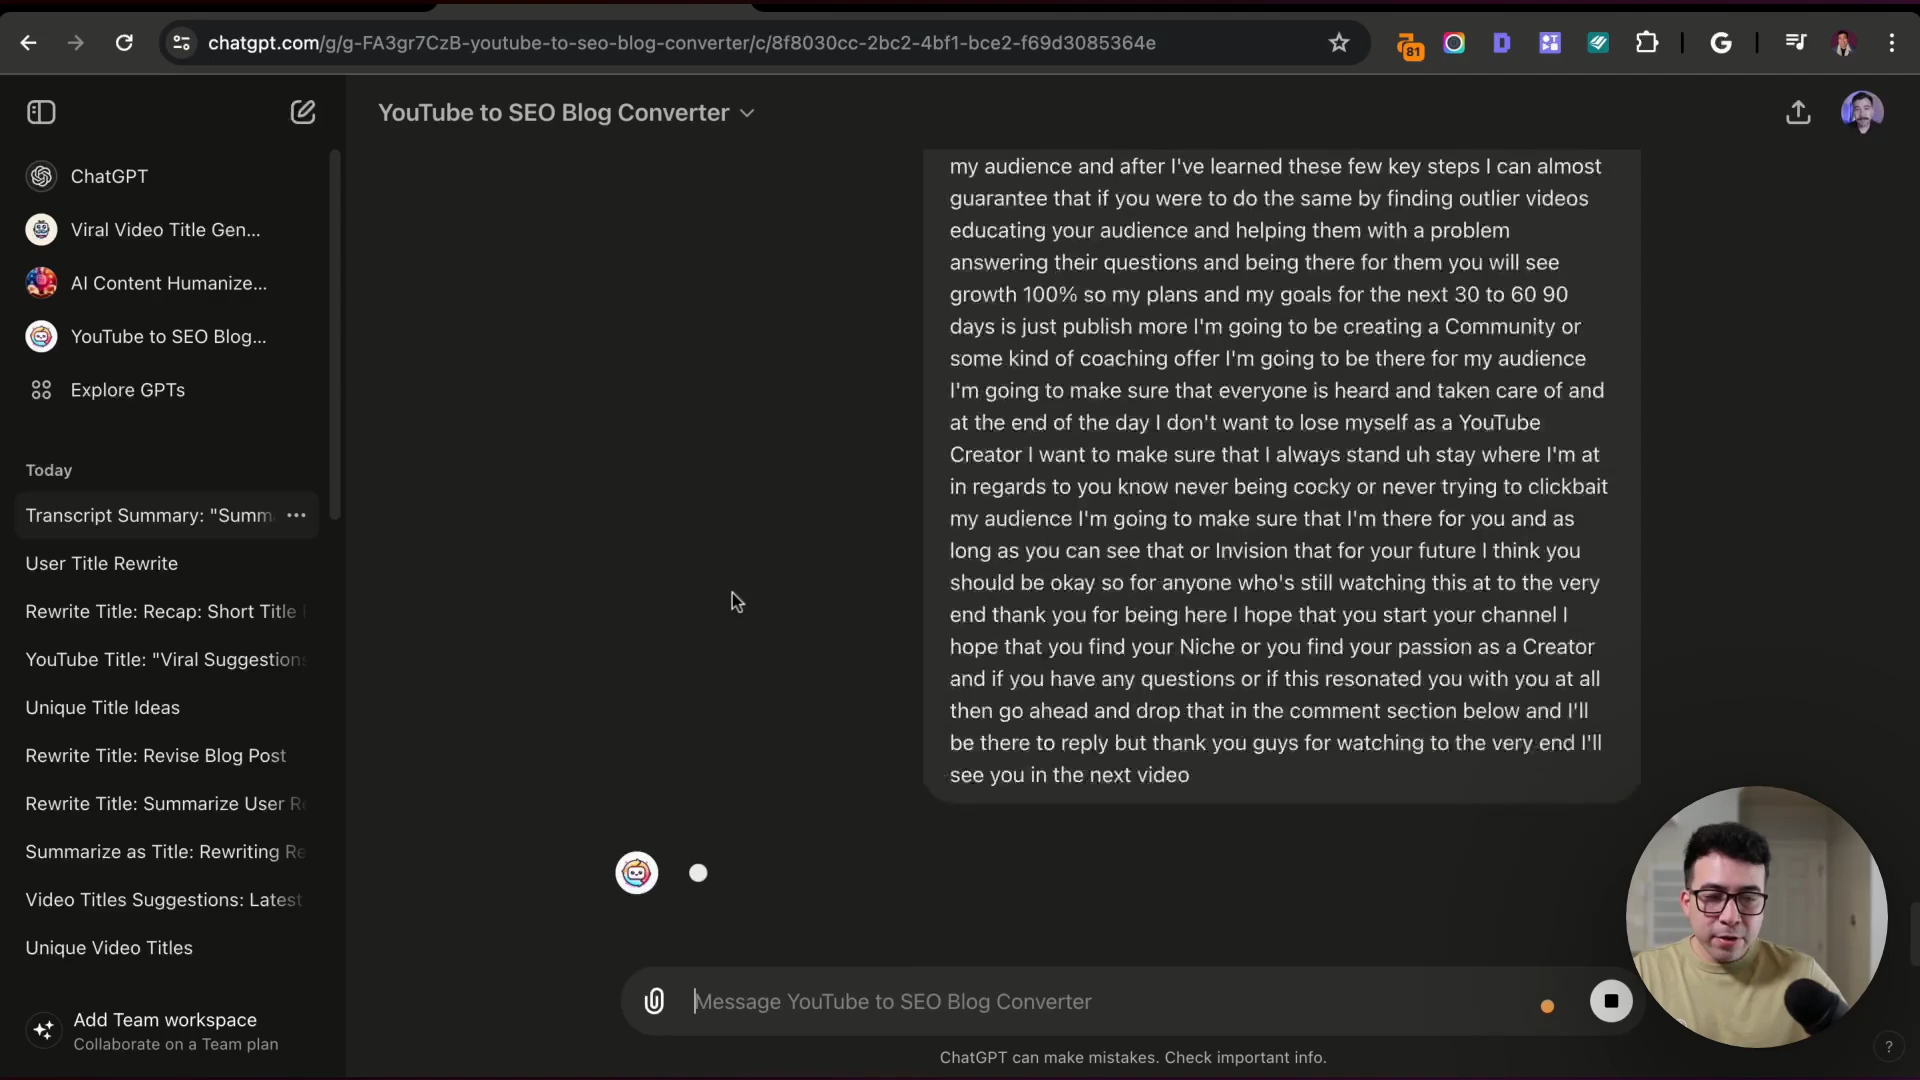 chatgpt.com/g/g-FA3gr7CzB-youtube-to-seo-blog-converter/c/8f8030cc-2bc2-4bf1-bce2-f69d3085364e
81
D
G
YouTube to SEO Blog Converter
ChatGPT
Viral Video Title Gen...
AI Content Humanize...
YouTube to SEO Blog...
Explore GPTs
Today
Transcript Summary: "Summ
User Title Rewrite
Rewrite Title: Recap: Short Title
YouTube Title: "Viral Suggestions
Unique Title Ideas
Rewrite Title: Revise Blog Post
Rewrite Title: Summarize User Re
Summarize as Title: Rewriting Re
Video Titles Suggestions: Latest
Unique Video Titles
Add Team workspace
Collaborate on a Team plan
my audience and after I've learned these few key steps I can almost
guarantee that if you were to do the same by finding outlier videos
educating your audience and helping them with a problem
answering their questions and being there for them you will see
growth 100% so my plans and my goals for the next 30 to 60 90
days is just publish more I'm going to be creating a Community or
some kind of coaching offer I'm going to be there for my audience
I'm going to make sure that everyone is heard and taken care of and
at the end of the day I don't want to lose myself as a YouTube
Creator I want to make sure that I always stand uh stay where I'm at
in regards to you know never being cocky or never trying to clickbait
my audience I'm going to make sure that I'm there for you and as
long as you can see that or Invision that for your future I think you
should be okay so for anyone who's still watching this at to the very
end thank you for being here I hope that you start your channel I
hope that you find your Niche or you find your passion as a Creator
and if you have any questions or if this resonated you with you at all
then go ahead and drop that in the comment section below and I'll
be there to reply but thank you guys for watching to the very end I'll
see you in the next video
Message YouTube to SEO Blog Converter
ChatGPT can make mistakes. Check important info.
?